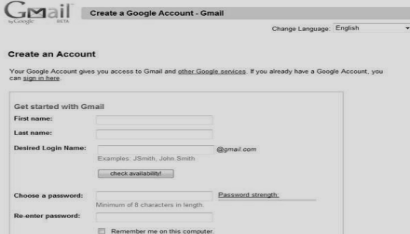 Gmail
by Google BETA
Create a Google Account - Gmail
Change Language: English
Create an Account
Your Google Account gives you access to Gmail and other Google services. If you already have a Google Account, you
can sign in here.
Get started with Gmail
First name:
Last name:
Desired Login Name: @gmail.com
Examples: JSmith, John.Smith
check availability!
Choose a password: Password strength:
Minimum of 8 characters in length.
Re-enter password:
Remember me on this computer.